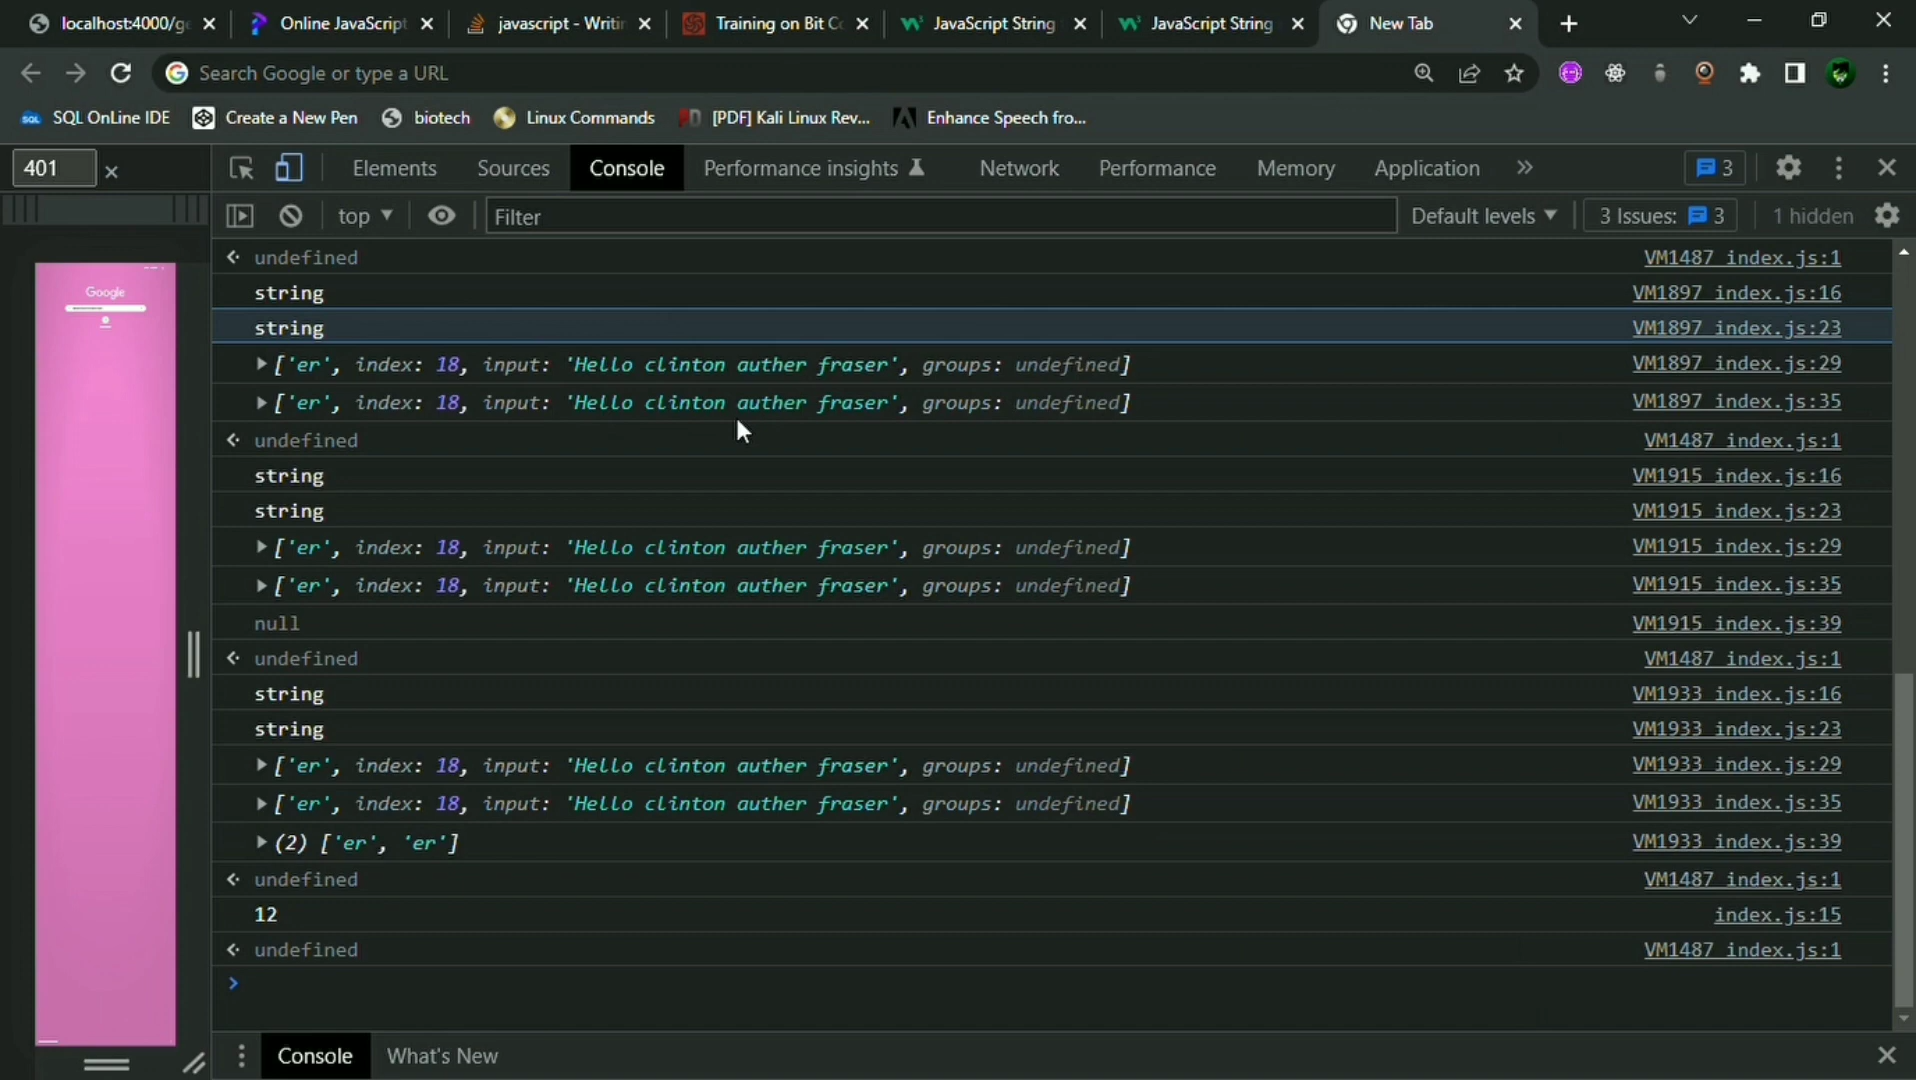 localhost:4000/ge
Online JavaScript
javascript - Writin
Training on Bit Co
JavaScript String
JavaScript String
New Tab
Search Google or type a URL
SQL OnLine IDE
Create a New Pen
biotech
Linux Commands
[PDF] Kali Linux Rev...
Enhance Speech fro...
401
Elements
Sources
Console
Performance insights
Network
Performance
Memory
Application
3
top
Filter
Default levels
3 Issues: 3
1 hidden
Google
undefined VM1487 index.js:1
string VM1897 index.js:16
string VM1897 index.js:23
['er', index: 18, input: 'Hello clinton auther fraser', groups: undefined] VM1897 index.js:29
['er', index: 18, input: 'Hello clinton auther fraser', groups: undefined] VM1897 index.js:35
undefined VM1487 index.js:1
string VM1915 index.js:16
string VM1915 index.js:23
['er', index: 18, input: 'Hello clinton auther fraser', groups: undefined] VM1915 index.js:29
['er', index: 18, input: 'Hello clinton auther fraser', groups: undefined] VM1915 index.js:35
null VM1915 index.js:39
undefined VM1487 index.js:1
string VM1933 index.js:16
string VM1933 index.js:23
['er', index: 18, input: 'Hello clinton auther fraser', groups: undefined] VM1933 index.js:29
['er', index: 18, input: 'Hello clinton auther fraser', groups: undefined] VM1933 index.js:35
(2) ['er', 'er'] VM1933 index.js:39
undefined VM1487 index.js:1
12 index.js:15
undefined VM1487 index.js:1
Console
What's New